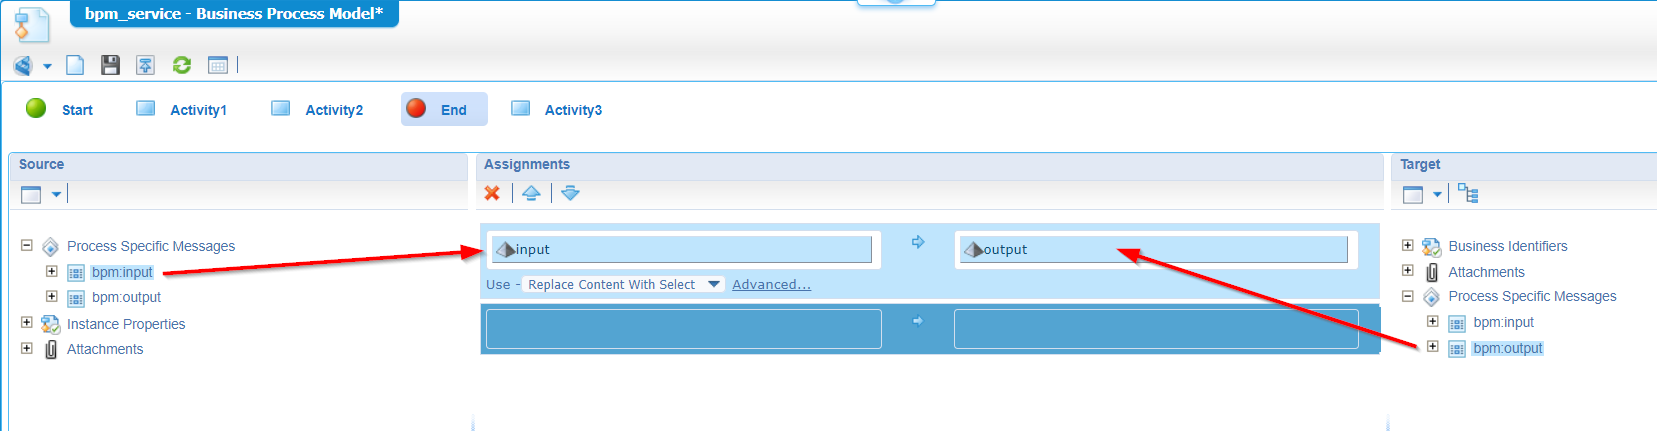 bpm_service - Business Process Model*
Start Activity1 Activity2 End Activity3
Source Assignments Target
Process Specific Messages input output Business Identifiers
bpm:input Attachments
Use - Replace Content With Select Advanced...
bpm:output Process Specific Messages
Instance Properties bpm:input
Attachments bpm:output